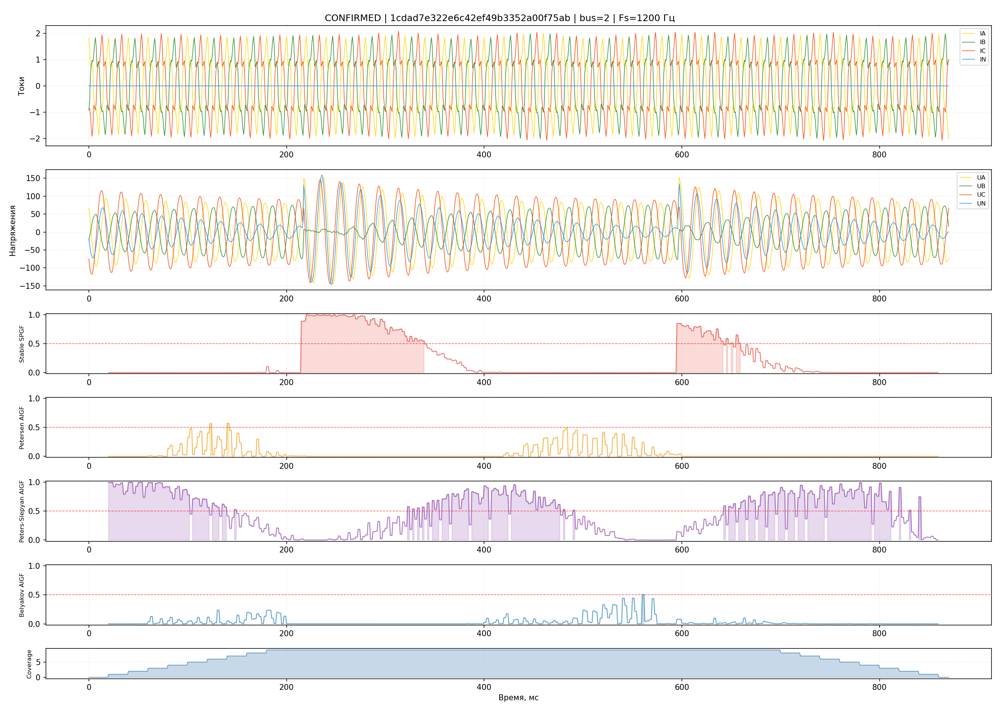 CONFIRMED | 1cdad7e322e6c42ef49b3352a00f75ab | bus=2 | Fs=1200 Гц
Токи
2
1
0
−1
−2
IA
IB
IC
IN
0 200 400 600 800
Напряжения
150
100
50
0
−50
−100
−150
UA
UB
UC
UN
0 200 400 600 800
Stable SPGF
1.0
0.5
0.0
0 200 400 600 800
Petersen AIGF
1.0
0.5
0.0
0 200 400 600 800
Peters-Slepyan AIGF
1.0
0.5
0.0
0 200 400 600 800
Belyakov AIGF
1.0
0.5
0.0
0 200 400 600 800
Coverage
5
0
0 200 400 600 800
Время, мс